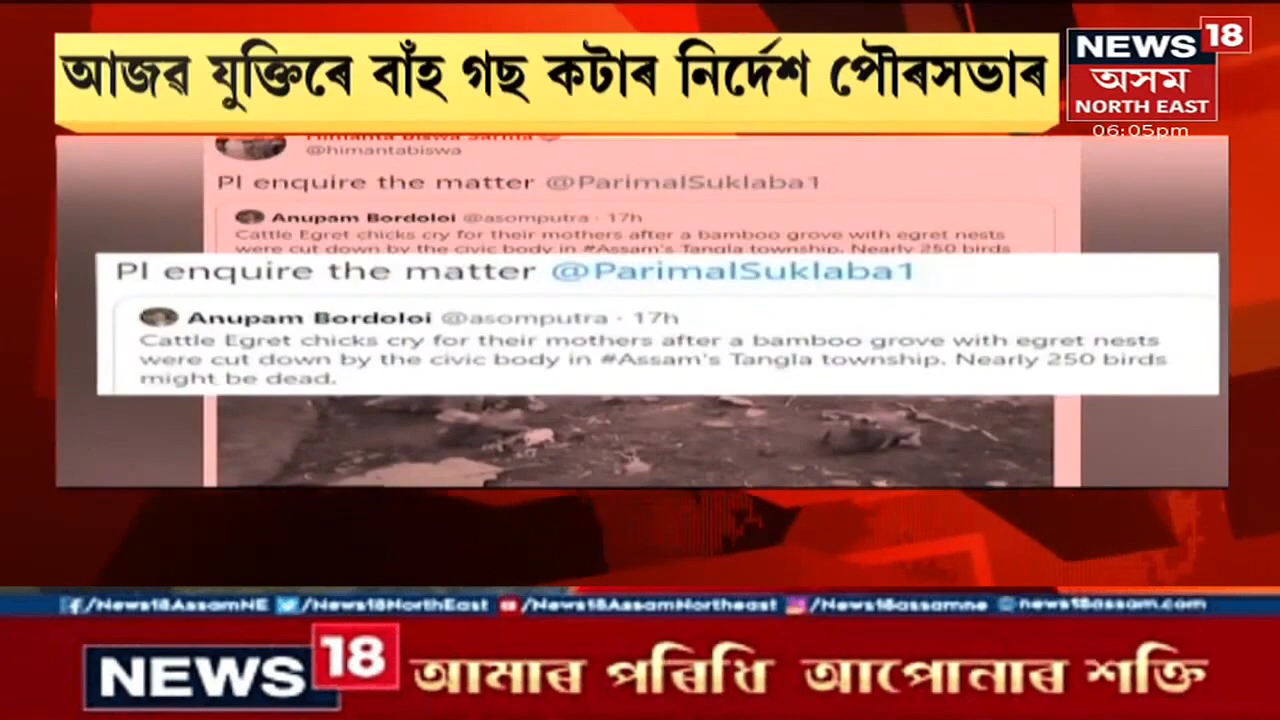 আজৱ যুক্তিৰে বাঁহ গছ কটাৰ নিৰ্দেশ পৌৰসভাৰ
NEWS 18
অসম
NORTH EAST
06:05pm
Himanta Biswa Sarma
@himantabiswa
Pl enquire the matter @ParimalSuklaba1
Anupam Bordoloi @asomputra · 17h
Cattle Egret chicks cry for their mothers after a bamboo grove with egret nests
were cut down by the civic body in #Assam's Tangla township. Nearly 250 birds
Pl enquire the matter @ParimalSuklaba1
Anupam Bordoloi @asomputra · 17h
Cattle Egret chicks cry for their mothers after a bamboo grove with egret nests
were cut down by the civic body in #Assam's Tangla township. Nearly 250 birds
might be dead.
/News18AssamNE /News18NorthEast /News18AssamNortheast /News18assamne news18assam.com
NEWS 18 আমাৰ পৰিধি আপোনাৰ শক্তি